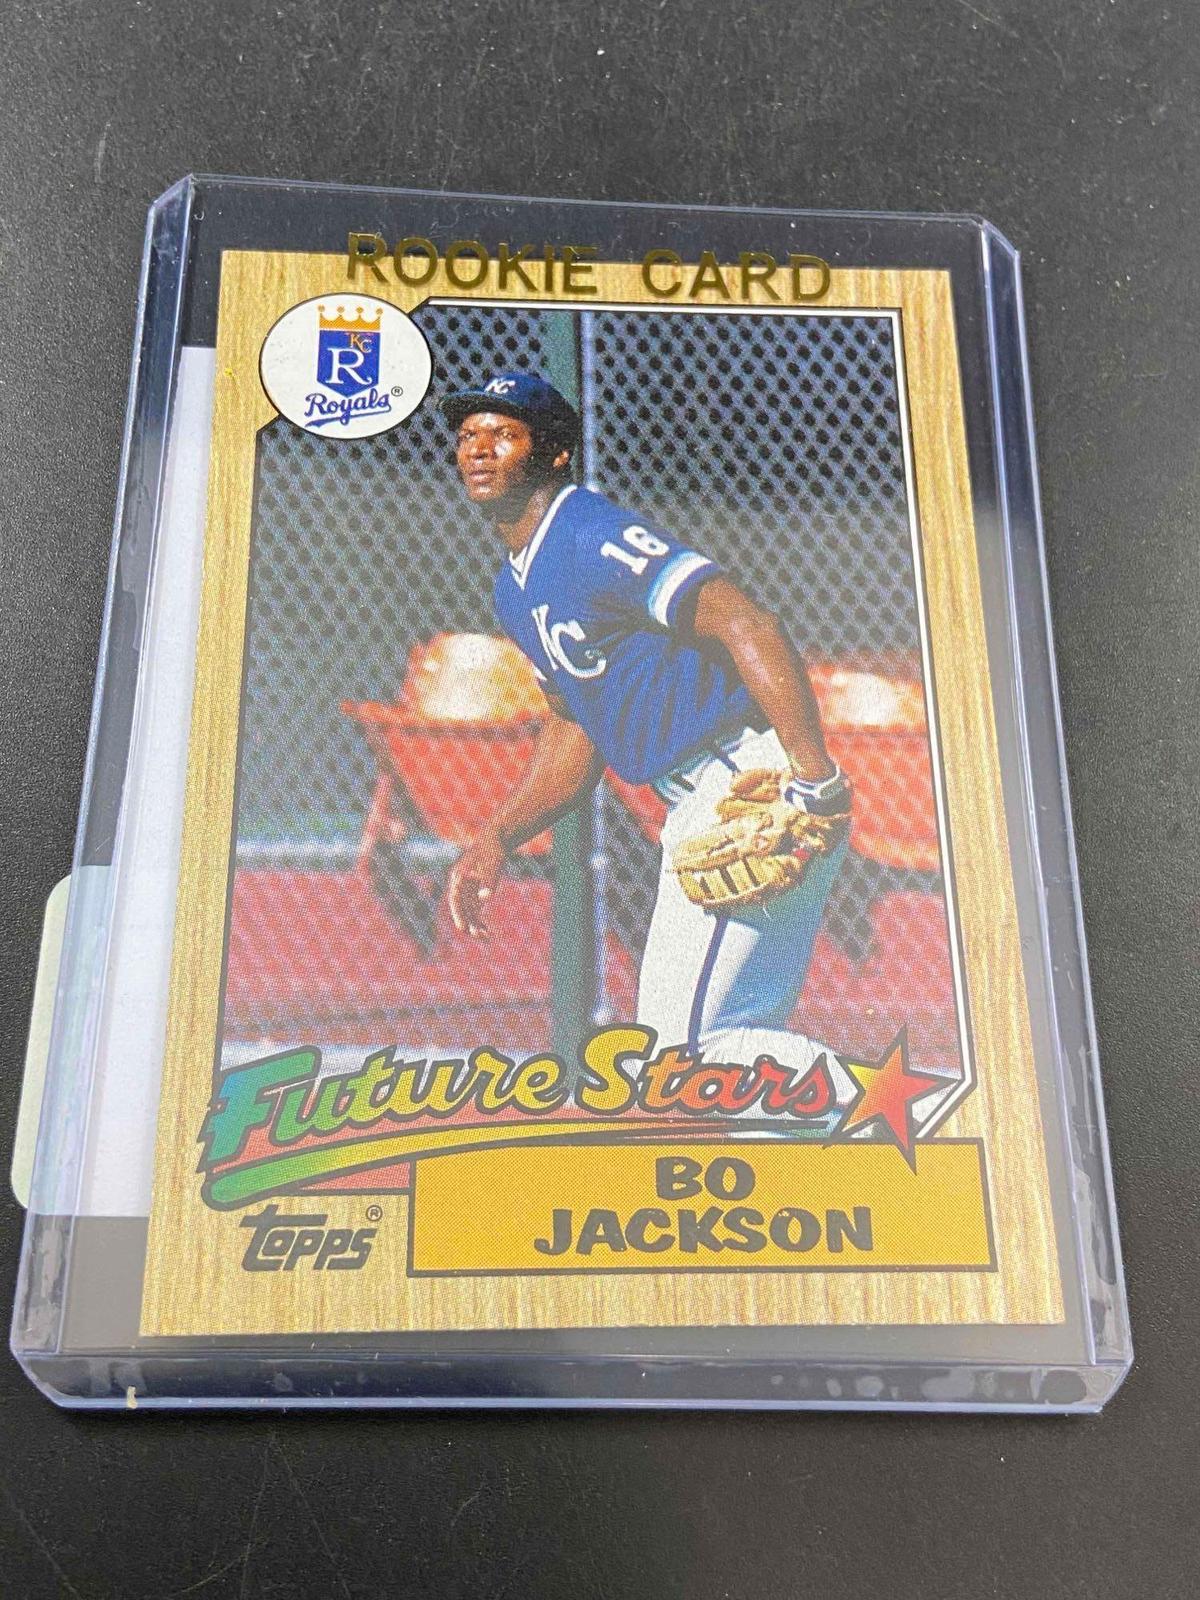 ROOKIE CARD
KC
R
Royals®
KC
16
KC
Future Stars
topps®
BO
JACKSON